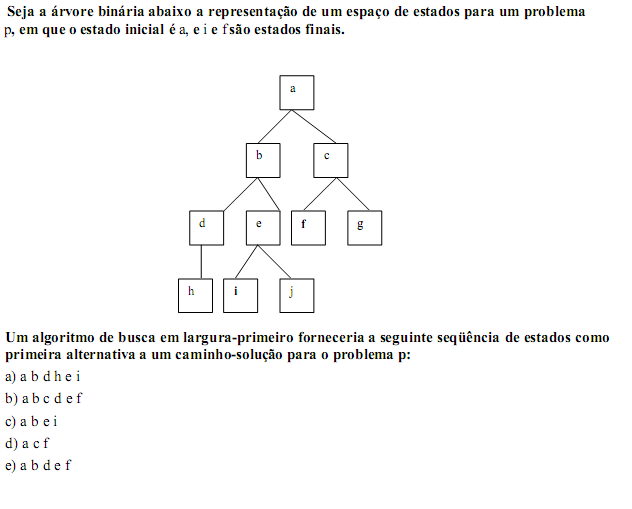 Seja a árvore binária abaixo a representação de um espaço de estados para um problema
p, em que o estado inicial é a, e i e f são estados finais.
a
b c
d e f g
h i j
Um algoritmo de busca em largura-primeiro forneceria a seguinte seqüência de estados como
primeira alternativa a um caminho-solução para o problema p:
a) a b d h e i
b) a b c d e f
c) a b e i
d) a c f
e) a b d e f